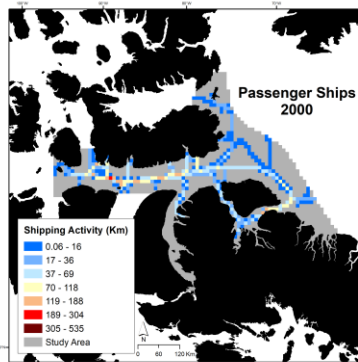 Passenger Ships
2000
Shipping Activity (Km)
0.06 - 16
17 - 36
37 - 69
70 - 118
119 - 188
189 - 304
305 - 535
Study Area
N
0 30 60 120 Km